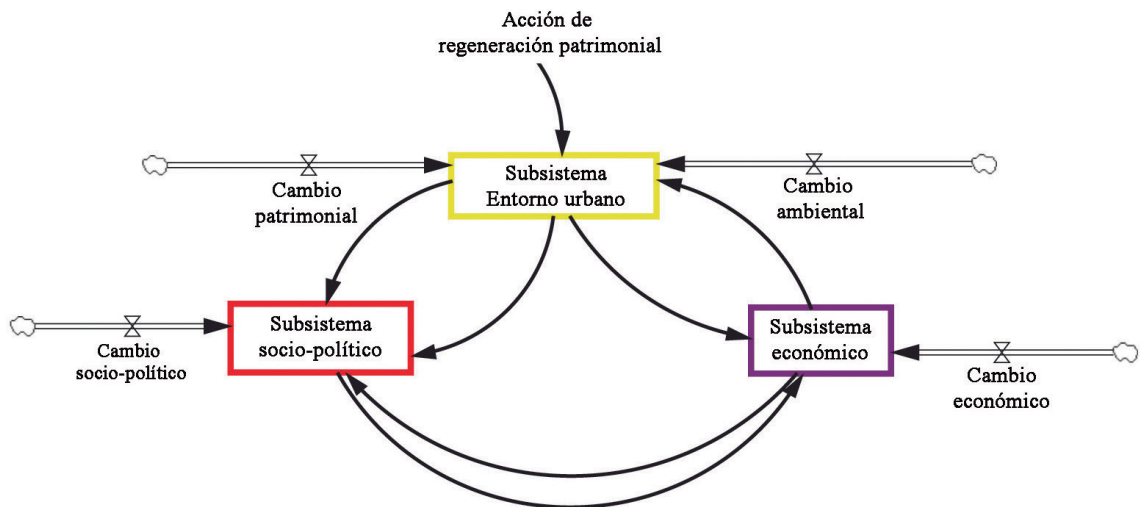 Acción de
regeneración patrimonial
Subsistema
Entorno urbano
Cambio
patrimonial
Cambio
ambiental
Subsistema
socio-político
Cambio
socio-político
Subsistema
económico
Cambio
económico